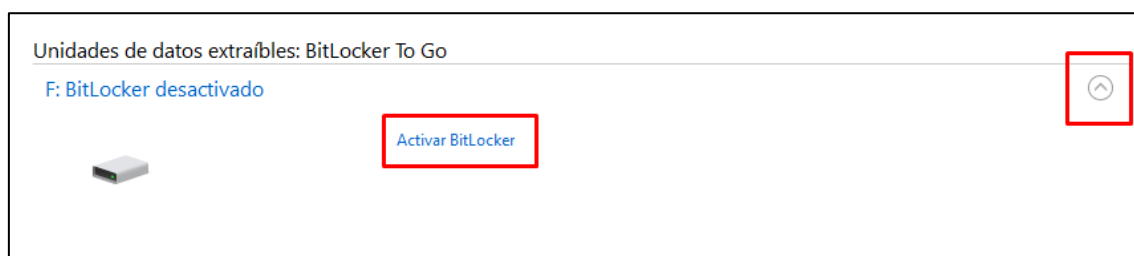 Unidades de datos extraíbles: BitLocker To Go
F: BitLocker desactivado
Activar BitLocker